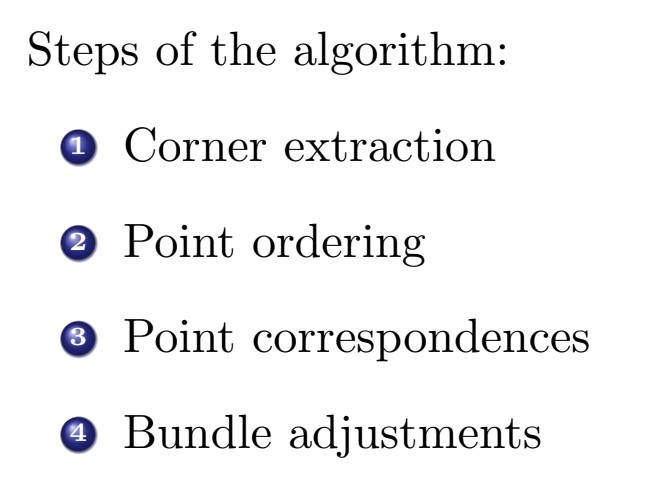 Steps of the algorithm:
1 Corner extraction
2 Point ordering
3 Point correspondences
4 Bundle adjustments